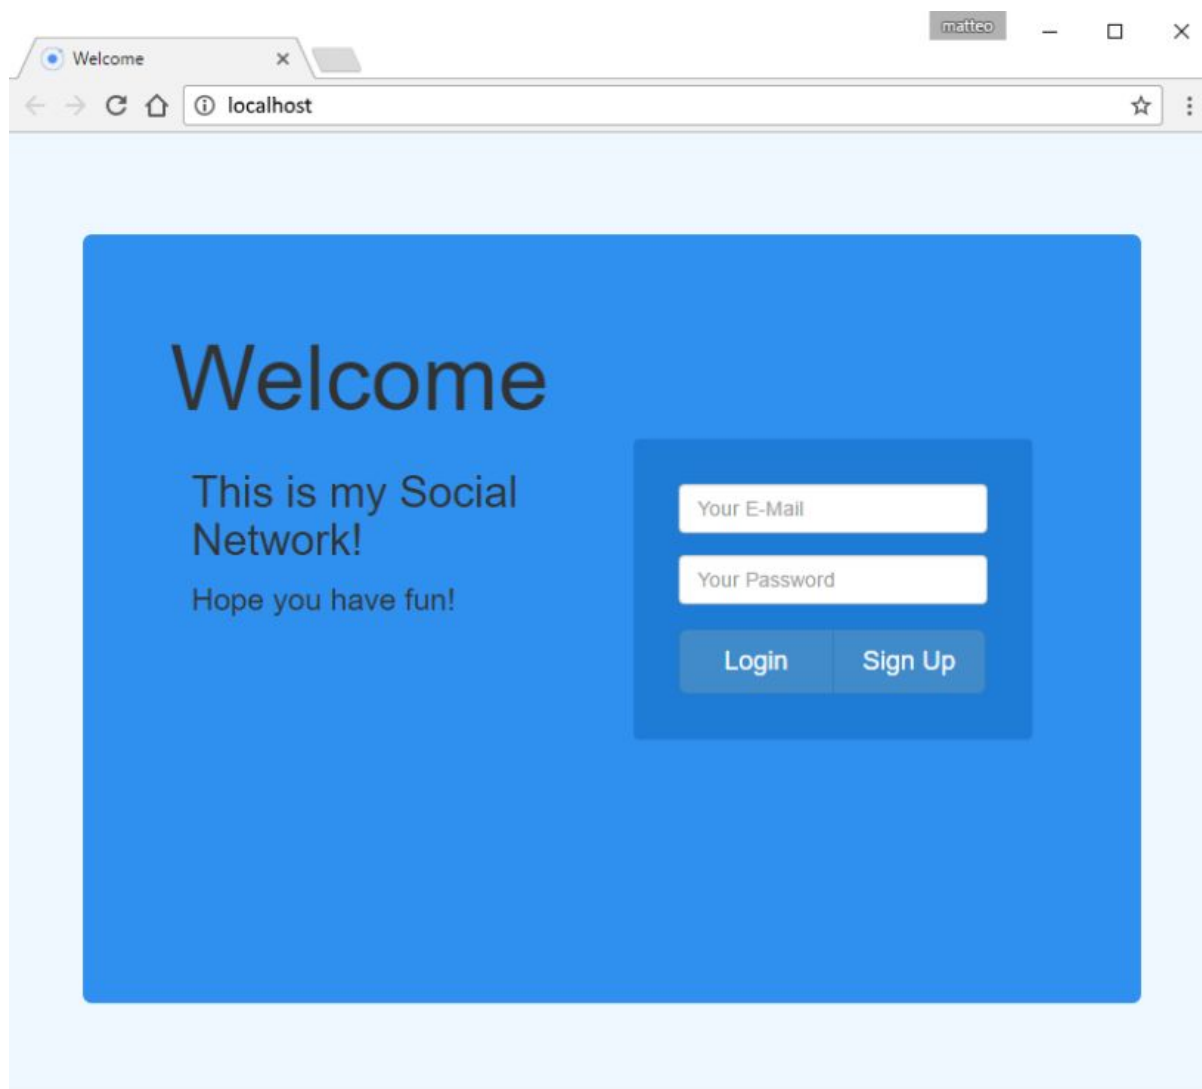 matteo
Welcome
localhost
Welcome
This is my Social
Network!
Hope you have fun!
Your E-Mail
Your Password
Login
Sign Up